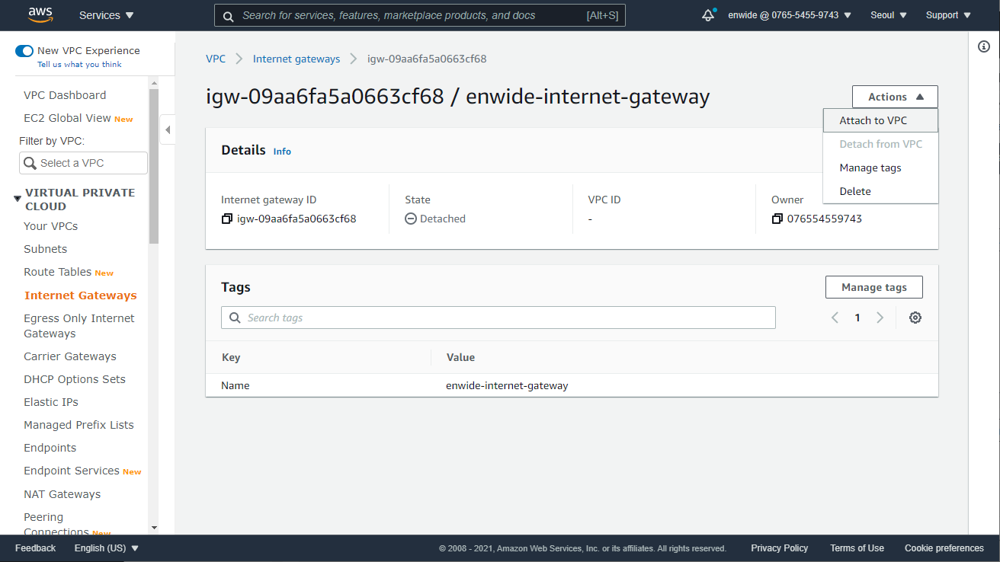 aws
Services
Search for services, features, marketplace products, and docs [Alt+S]
enwide @ 0765-5455-9743
Seoul
Support
New VPC Experience
Tell us what you think
VPC Dashboard
EC2 Global View New
Filter by VPC:
Select a VPC
VIRTUAL PRIVATE
CLOUD
Your VPCs
Subnets
Route Tables New
Internet Gateways
Egress Only Internet
Gateways
Carrier Gateways
DHCP Options Sets
Elastic IPs
Managed Prefix Lists
Endpoints
Endpoint Services New
NAT Gateways
Peering
Connections New
VPC > Internet gateways > igw-09aa6fa5a0663cf68
igw-09aa6fa5a0663cf68 / enwide-internet-gateway
Actions
Attach to VPC
Detach from VPC
Manage tags
Delete
Details Info
Internet gateway ID
igw-09aa6fa5a0663cf68
State
Detached
VPC ID
-
Owner
076554559743
Tags
Manage tags
Search tags
1
Key Value
Name enwide-internet-gateway
Feedback
English (US)
© 2008 - 2021, Amazon Web Services, Inc. or its affiliates. All rights reserved.
Privacy Policy
Terms of Use
Cookie preferences